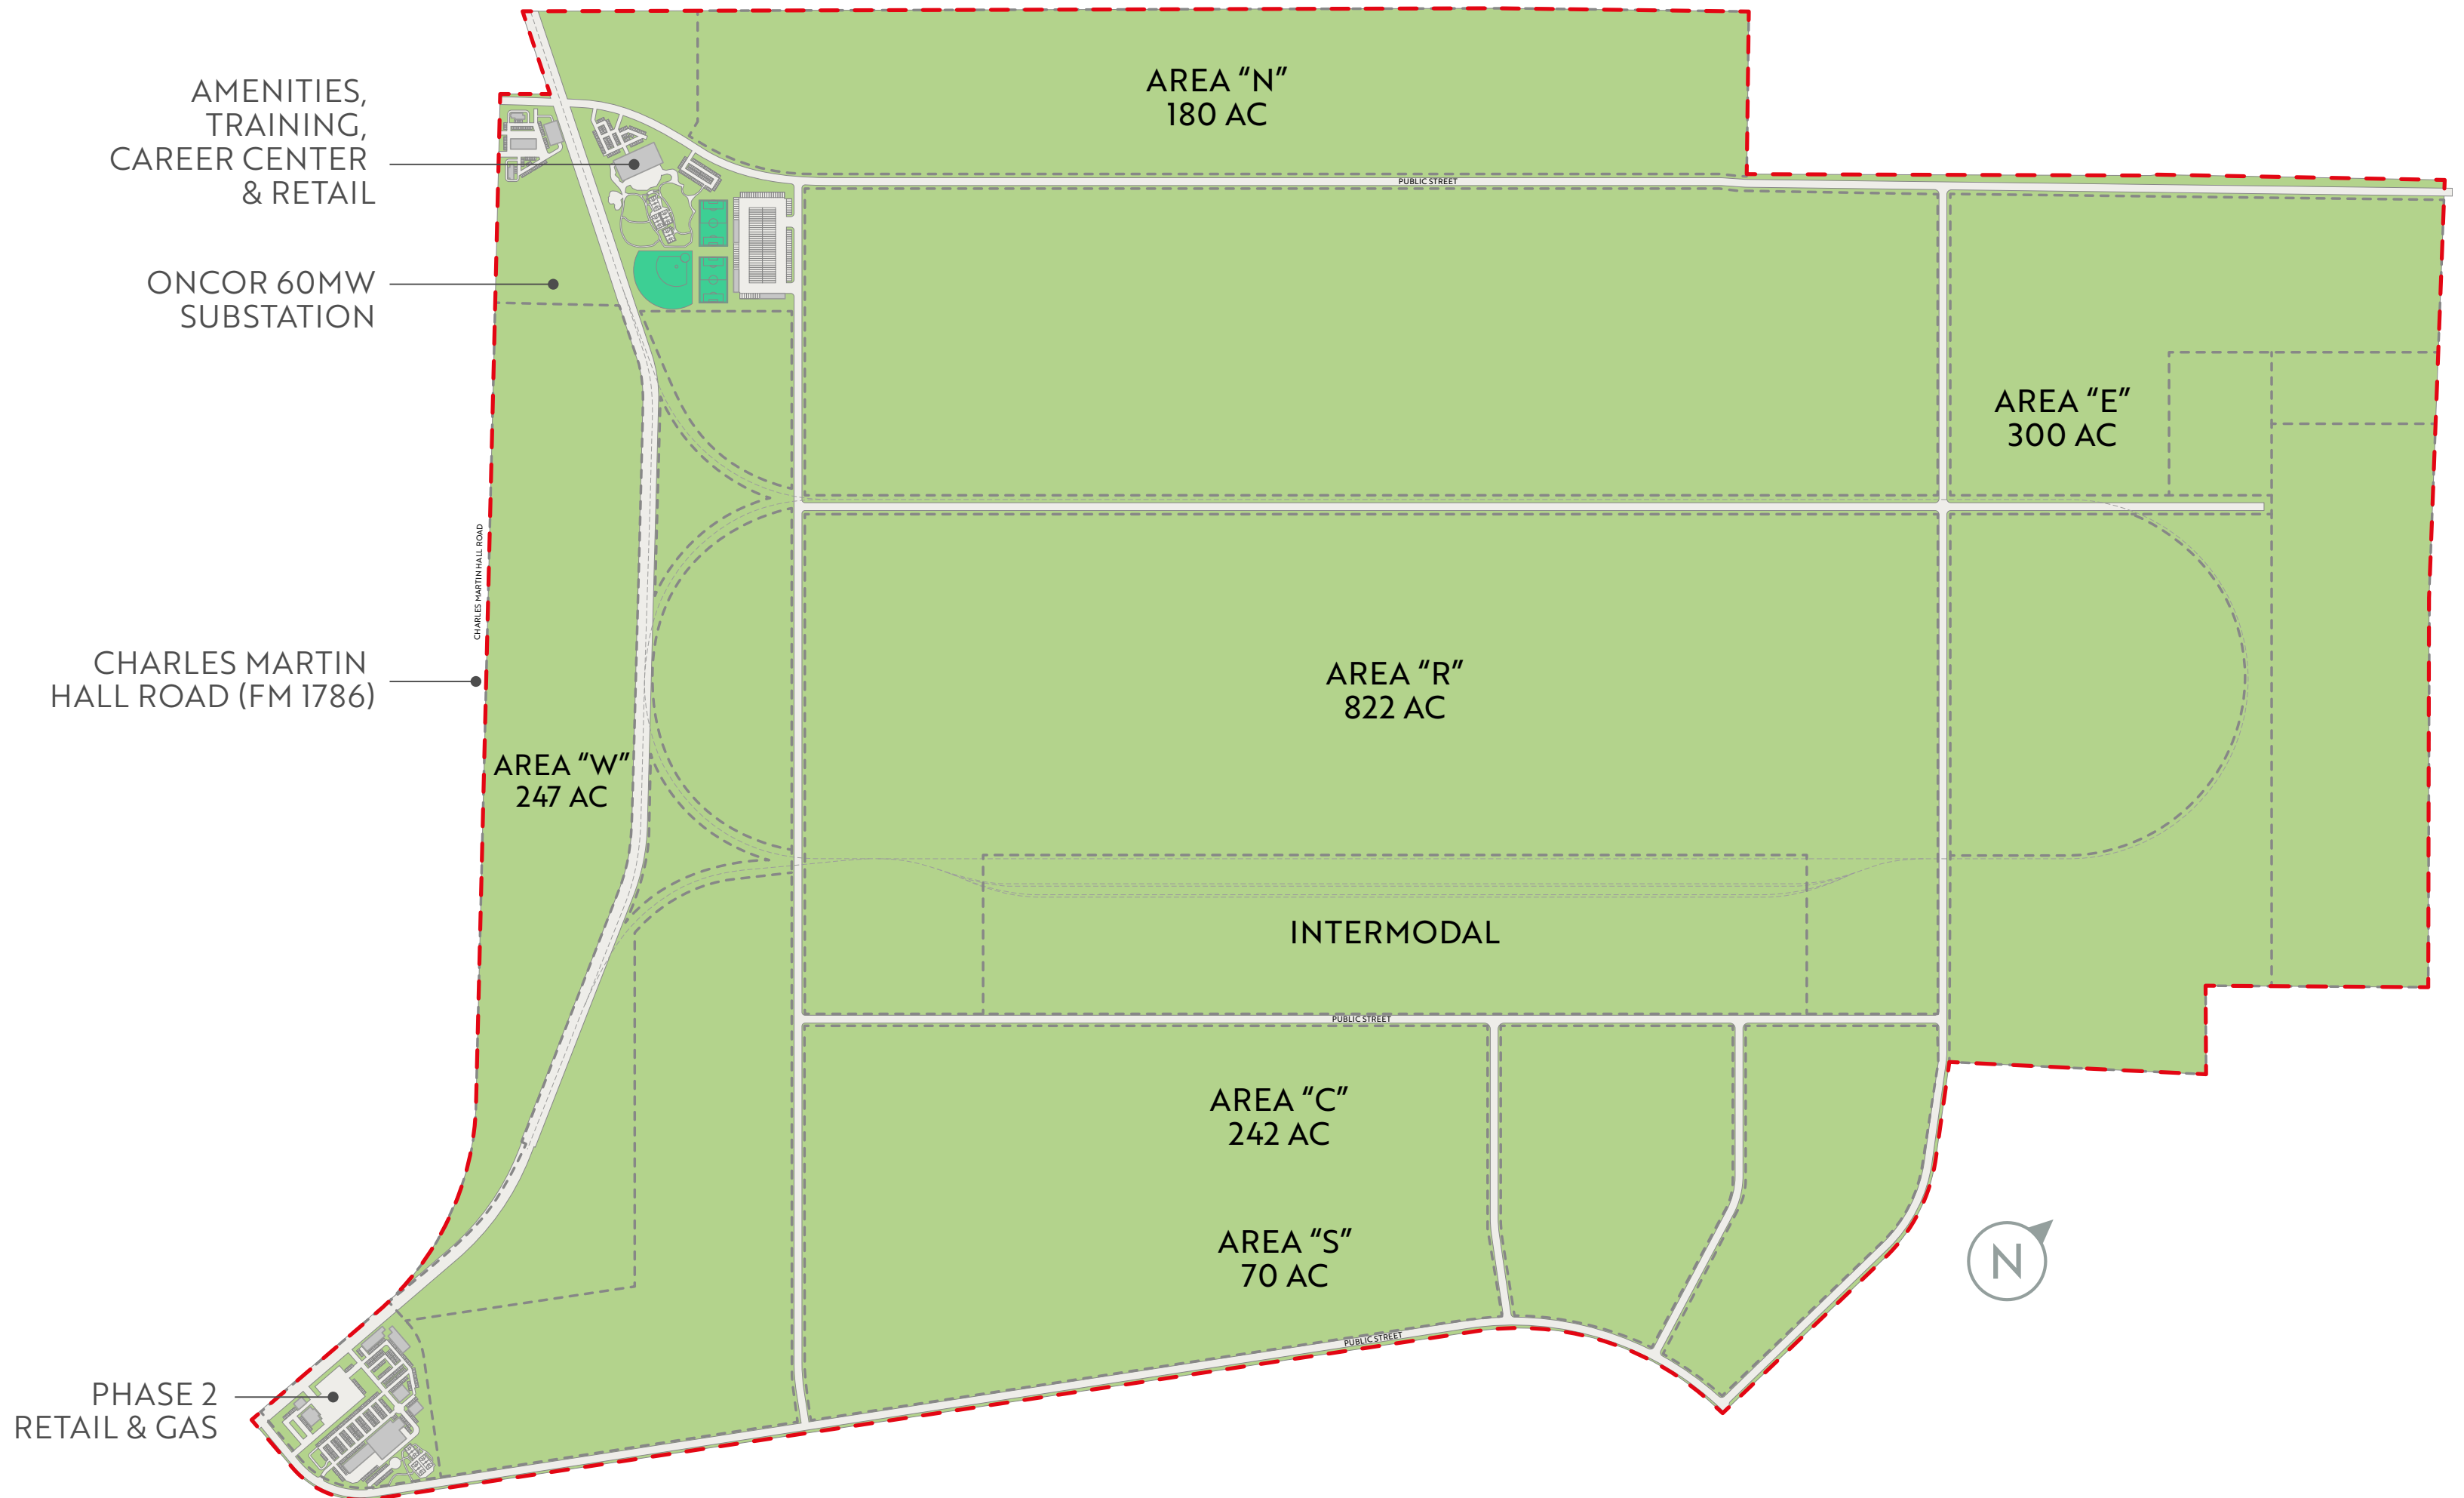 AREA “N”
180 AC
AMENITIES,
TRAINING,
CAREER CENTER
& RETAIL
PUBLIC STREET
ONCOR 60MW
SUBSTATION
AREA “E”
300 AC
CHARLES MARTIN HALL ROAD
CHARLES MARTIN
HALL ROAD (FM 1786)
AREA “R”
822 AC
AREA “W”
247 AC
INTERMODAL
PUBLIC STREET
AREA “C”
242 AC
AREA “S”
70 AC
N
PUBLIC STREET
PHASE 2
RETAIL & GAS